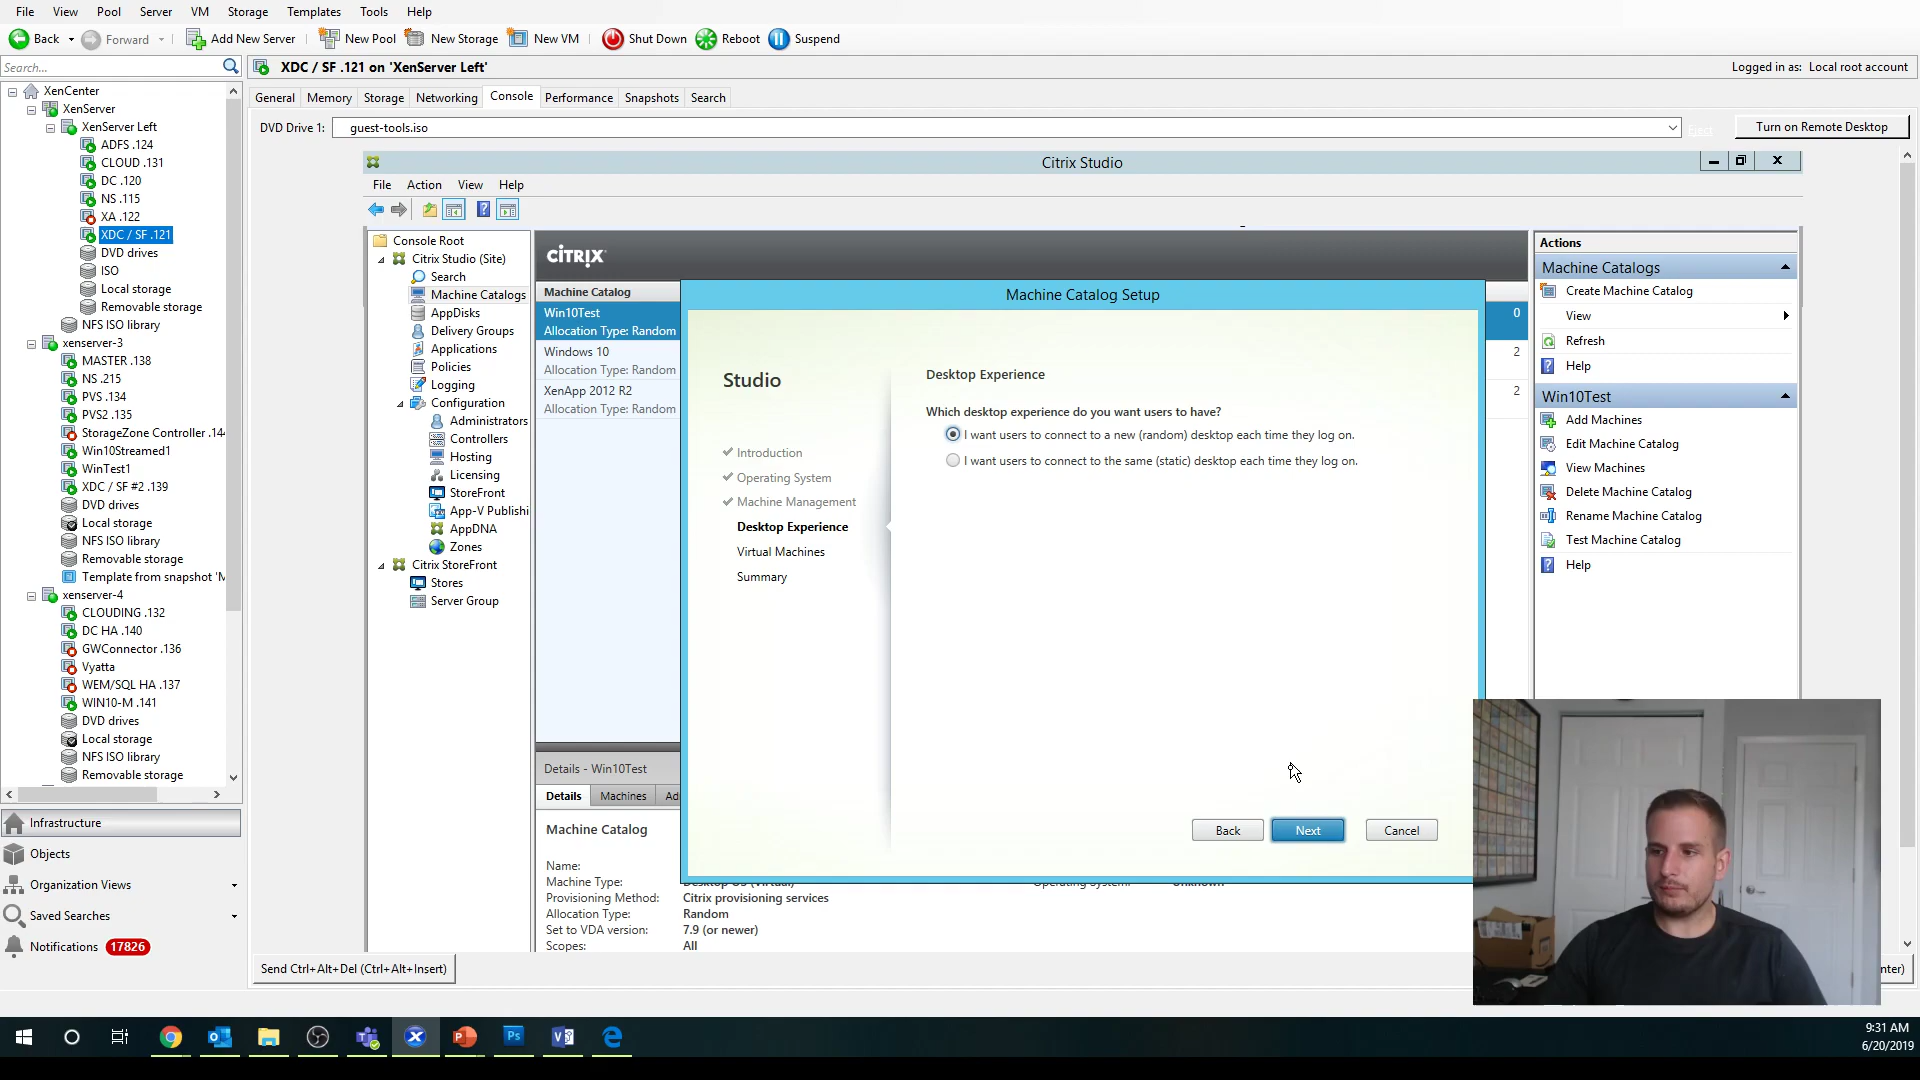 File View Pool Server VM Storage Templates Tools Help
Back Forward Add New Server New Pool New Storage New VM Shut Down Reboot Suspend
Search...
XDC / SF .121 on 'XenServer Left'
Logged in as: Local root account
XenCenter
XenServer
XenServer Left
ADFS .124
CLOUD .131
DC .120
NS .115
XA .122
XDC / SF .121
DVD drives
ISO
Local storage
Removable storage
NFS ISO library
xenserver-3
MASTER .138
NS .215
PVS .134
PVS2 .135
StorageZone Controller .144
Win10Streamed1
WinTest1
XDC / SF #2 .139
DVD drives
Local storage
NFS ISO library
Removable storage
Template from snapshot 'M
xenserver-4
CLOUDING .132
DC HA .140
GWConnector .136
Vyatta
WEM/SQL HA .137
WIN10-M .141
DVD drives
Local storage
NFS ISO library
Removable storage
Infrastructure
Objects
Organization Views
Saved Searches
Notifications 17826
General Memory Storage Networking Console Performance Snapshots Search
DVD Drive 1: guest-tools.iso Eject Turn on Remote Desktop
Citrix Studio
File Action View Help
Console Root
Citrix Studio (Site)
Search
Machine Catalogs
AppDisks
Delivery Groups
Applications
Policies
Logging
Configuration
Administrators
Controllers
Hosting
Licensing
StoreFront
App-V Publishi
AppDNA
Zones
Citrix StoreFront
Stores
Server Group
CITRIX
Machine Catalog
Win10Test 0
Allocation Type: Random
Windows 10 2
Allocation Type: Random
XenApp 2012 R2 2
Allocation Type: Random
Machine Catalog Setup
Studio
Introduction
Operating System
Machine Management
Desktop Experience
Virtual Machines
Summary
Desktop Experience
Which desktop experience do you want users to have?
I want users to connect to a new (random) desktop each time they log on.
I want users to connect to the same (static) desktop each time they log on.
Back Next Cancel
Details - Win10Test
Details Machines Ad
Machine Catalog
Name:
Machine Type: Desktop OS (Virtual) Operating System: Unknown
Provisioning Method: Citrix provisioning services
Allocation Type: Random
Set to VDA version: 7.9 (or newer)
Scopes: All
Actions
Machine Catalogs
Create Machine Catalog
View
Refresh
Help
Win10Test
Add Machines
Edit Machine Catalog
View Machines
Delete Machine Catalog
Rename Machine Catalog
Test Machine Catalog
Help
Send Ctrl+Alt+Del (Ctrl+Alt+Insert)
nter)
9:31 AM
6/20/2019